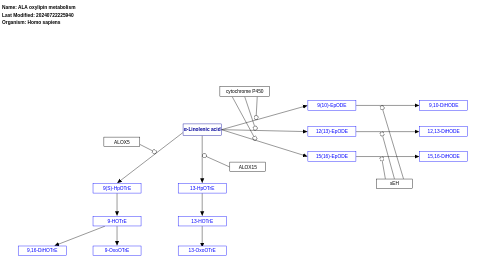 Name: ALA oxylipin metabolism
Last Modified: 20240722225940
Organism: Homo sapiens
cytochrome P450
9(10)-EpODE
9,10-DiHODE
α-Linolenic acid
12(13)-EpODE
12,13-DiHODE
ALOX5
15(16)-EpODE
15,16-DiHODE
ALOX15
sEH
9(S)-HpOTrE
13-HpOTrE
9-HOTrE
13-HOTrE
9,16-DiHOTrE
9-OxoOTrE
13-OxoOTrE